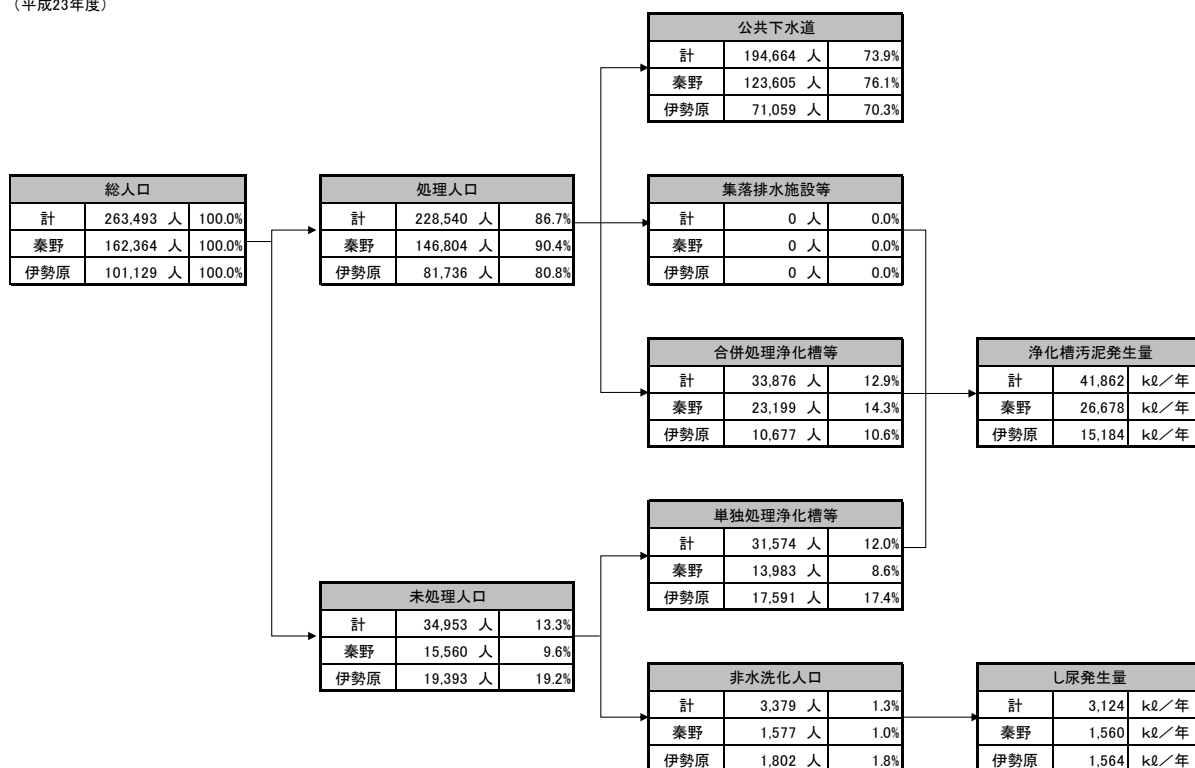 （平成23年度）
公共下水道
計 194,664 人 73.9%
秦野 123,605 人 76.1%
伊勢原 71,059 人 70.3%
総人口
計 263,493 人 100.0%
秦野 162,364 人 100.0%
伊勢原 101,129 人 100.0%
処理人口
計 228,540 人 86.7%
秦野 146,804 人 90.4%
伊勢原 81,736 人 80.8%
集落排水施設等
計 0 人 0.0%
秦野 0 人 0.0%
伊勢原 0 人 0.0%
合併処理浄化槽等
計 33,876 人 12.9%
秦野 23,199 人 14.3%
伊勢原 10,677 人 10.6%
浄化槽汚泥発生量
計 41,862 kℓ／年
秦野 26,678 kℓ／年
伊勢原 15,184 kℓ／年
単独処理浄化槽等
計 31,574 人 12.0%
秦野 13,983 人 8.6%
伊勢原 17,591 人 17.4%
未処理人口
計 34,953 人 13.3%
秦野 15,560 人 9.6%
伊勢原 19,393 人 19.2%
非水洗化人口
計 3,379 人 1.3%
秦野 1,577 人 1.0%
伊勢原 1,802 人 1.8%
し尿発生量
計 3,124 kℓ／年
秦野 1,560 kℓ／年
伊勢原 1,564 kℓ／年